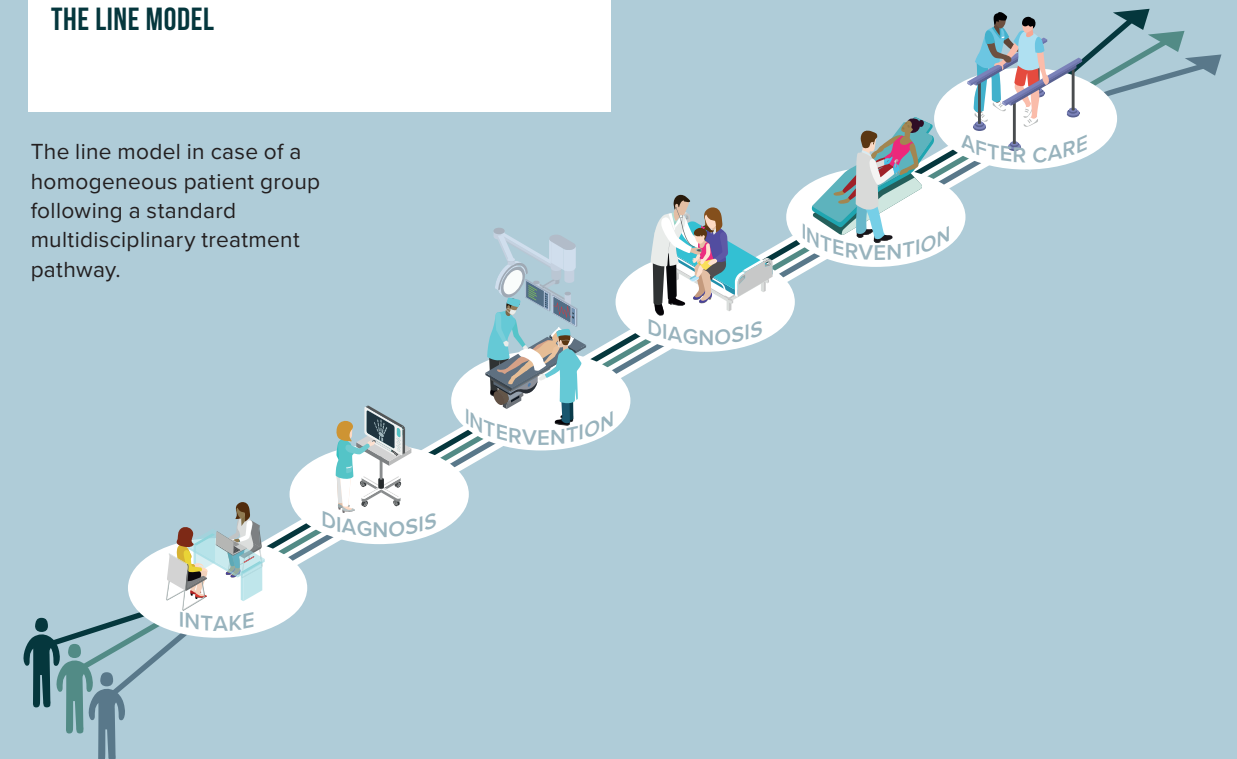 THE LINE MODEL
The line model in case of a
homogeneous patient group
following a standard
multidisciplinary treatment
pathway.
AFTER CARE
INTERVENTION
DIAGNOSIS
INTERVENTION
DIAGNOSIS
INTAKE